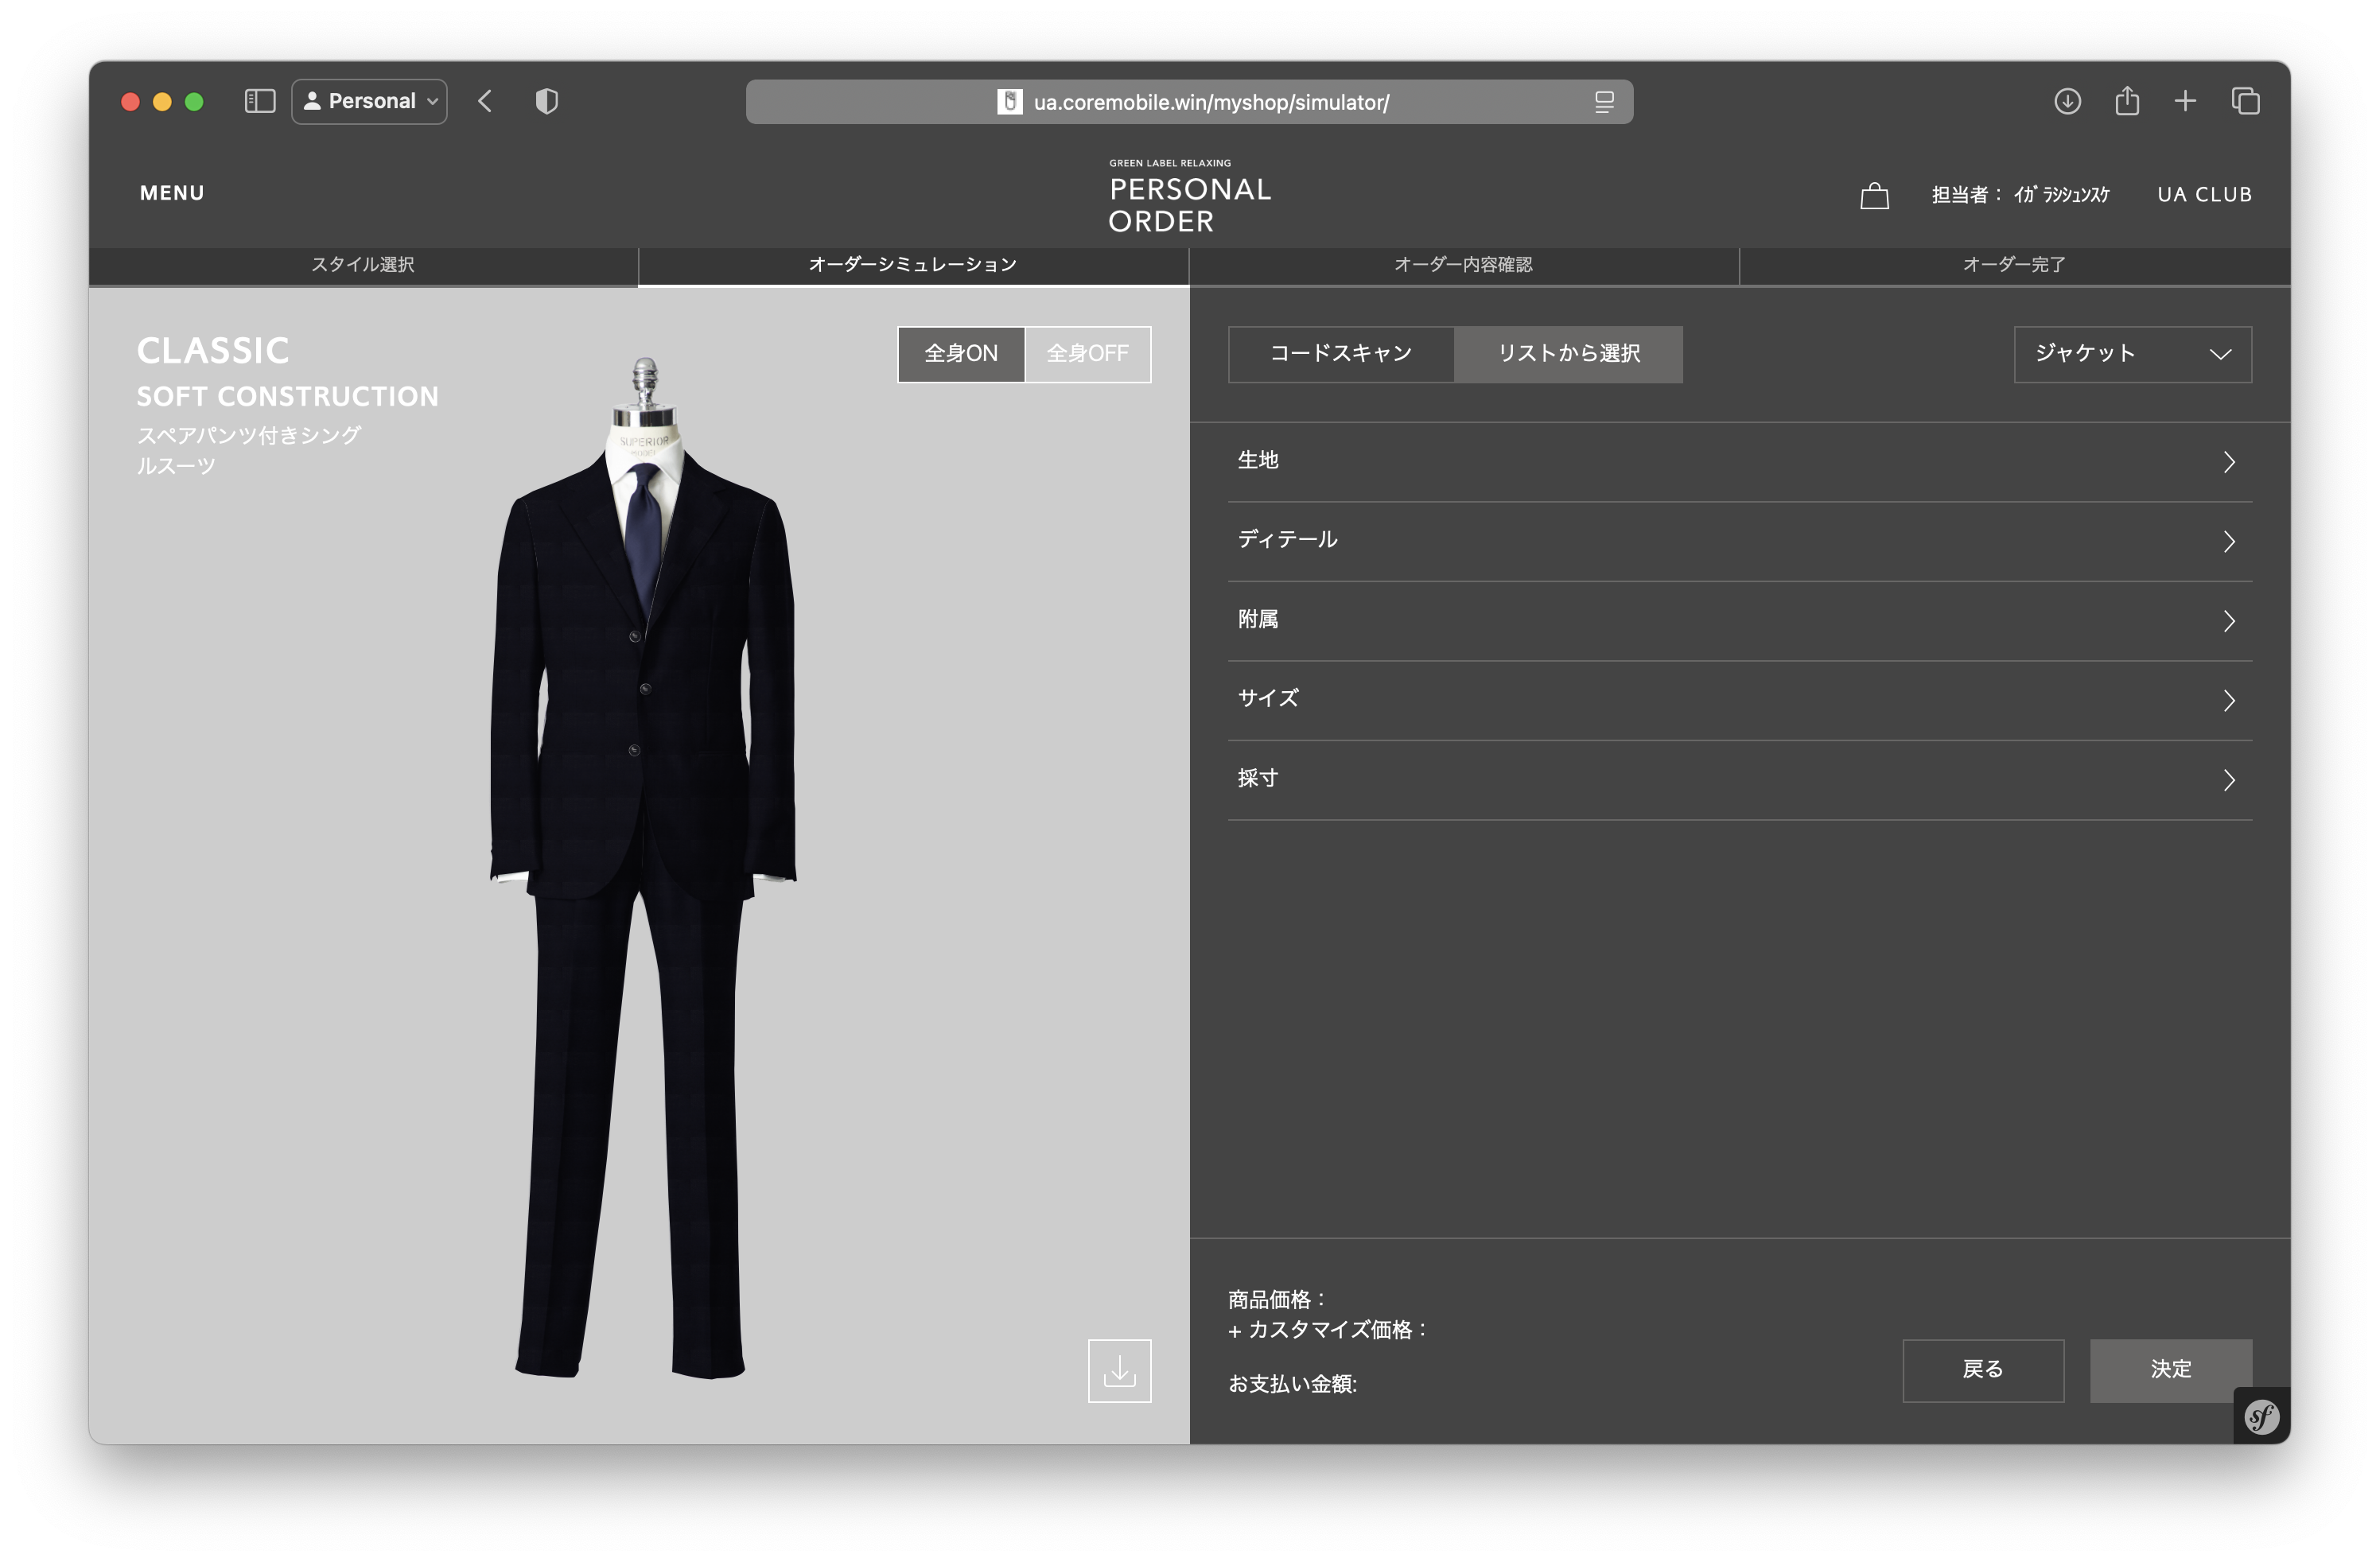 Personal
ua.coremobile.win/myshop/simulator/
MENU
GREEN LABEL RELAXING
PERSONAL
ORDER
担当者： ｲｶﾞﾗｼｼｭﾝｽｹ
UA CLUB
スタイル選択
オーダーシミュレーション
オーダー内容確認
オーダー完了
CLASSIC
SOFT CONSTRUCTION
スペアパンツ付きシング
ルスーツ
全身ON
全身OFF
SUPERIOR
コードスキャン
リストから選択
ジャケット
生地
ディテール
附属
サイズ
採寸
商品価格：
+ カスタマイズ価格：
お支払い金額:
戻る
決定
sf